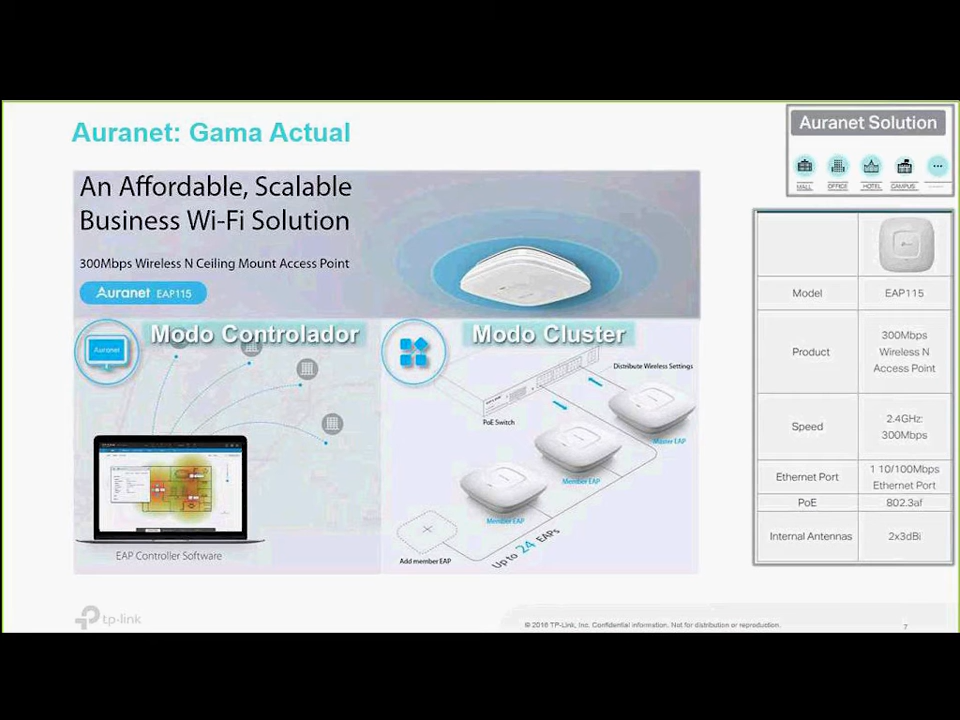 Auranet: Gama Actual
Auranet Solution
MALL OFFICE HOTEL CAMPUS
An Affordable, Scalable
Business Wi-Fi Solution
300Mbps Wireless N Ceiling Mount Access Point
Auranet EAP115
Modo Controlador
Auranet
EAP Controller Software
Modo Cluster
Distribute Wireless Settings
PoE Switch
Master EAP
Member EAP
Member EAP
Add member EAP
Up to 24 EAPs
Model EAP115
Product 300Mbps
Wireless N
Access Point
Speed 2.4GHz:
300Mbps
Ethernet Port 1 10/100Mbps
Ethernet Port
PoE 802.3af
Internal Antennas 2x3dBi
tp-link
© 2016 TP-Link, Inc. Confidential information. Not for distribution or reproduction.
7